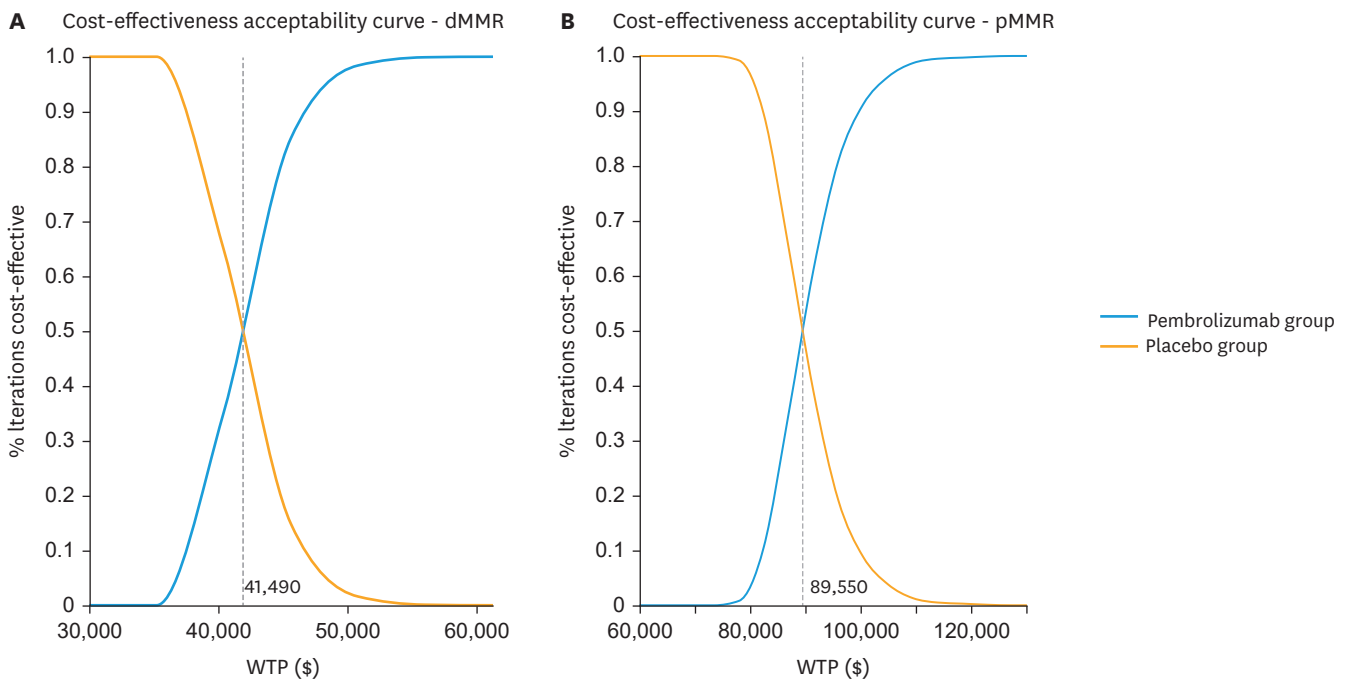 A Cost-effectiveness acceptability curve - dMMR
1.0
0.9
0.8
0.7
0.6
0.5
0.4
0.3
0.2
0.1
0
% Iterations cost-effective
41,490
30,000 40,000 50,000 60,000
WTP ($)
B Cost-effectiveness acceptability curve - pMMR
1.0
0.9
0.8
0.7
0.6
0.5
0.4
0.3
0.2
0.1
0
% Iterations cost-effective
89,550
60,000 80,000 100,000 120,000
WTP ($)
Pembrolizumab group
Placebo group